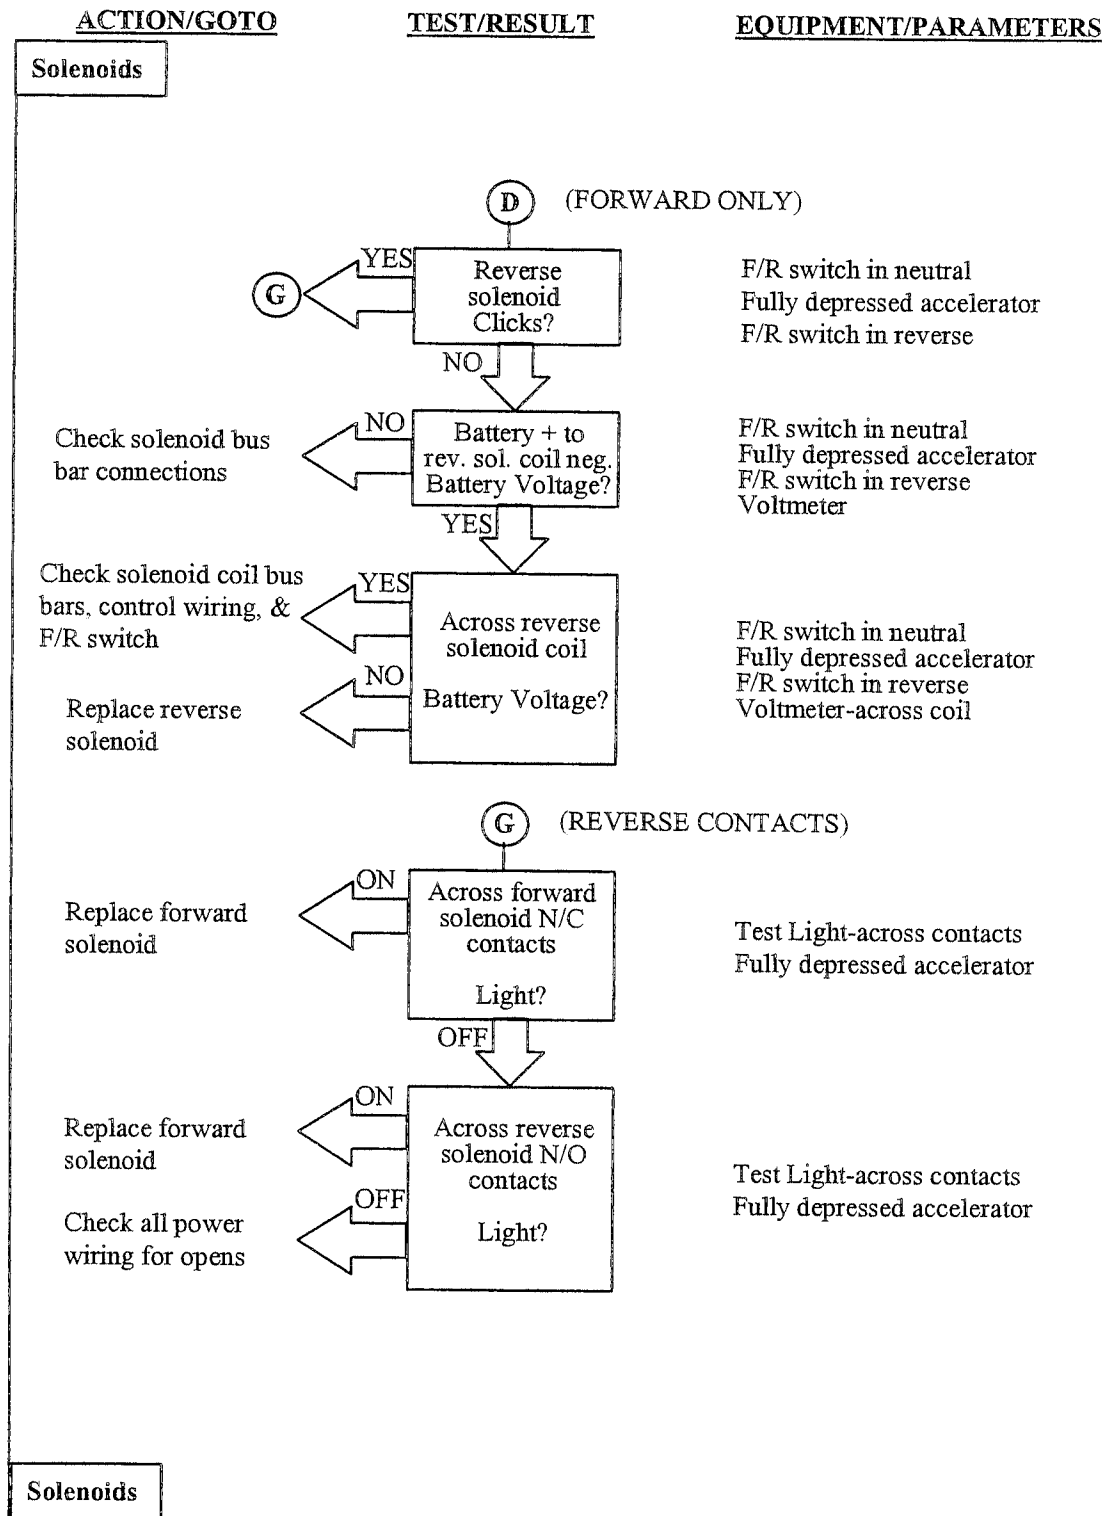 ACTION/GOTO
TEST/RESULT
EQUIPMENT/PARAMETERS
Solenoids
D
(FORWARD ONLY)
YES
G
Reverse
solenoid
Clicks?
F/R switch in neutral
Fully depressed accelerator
F/R switch in reverse
NO
Check solenoid bus
bar connections
NO
Battery + to
rev. sol. coil neg.
Battery Voltage?
F/R switch in neutral
Fully depressed accelerator
F/R switch in reverse
Voltmeter
YES
Check solenoid coil bus
bars, control wiring, &
F/R switch
YES
Across reverse
solenoid coil
Battery Voltage?
F/R switch in neutral
Fully depressed accelerator
F/R switch in reverse
Voltmeter-across coil
NO
Replace reverse
solenoid
G
(REVERSE CONTACTS)
ON
Replace forward
solenoid
Across forward
solenoid N/C
contacts
Light?
Test Light-across contacts
Fully depressed accelerator
OFF
ON
Replace forward
solenoid
Across reverse
solenoid N/O
contacts
Light?
Test Light-across contacts
Fully depressed accelerator
OFF
Check all power
wiring for opens
Solenoids